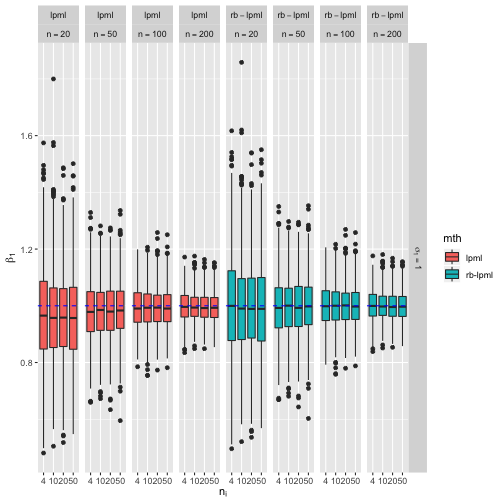 lpml lpml lpml lpml rb−lpml rb−lpml rb−lpml rb−lpml
n = 20 n = 50 n = 100 n = 200 n = 20 n = 50 n = 100 n = 200
1.6
1.2
0.8
β₁
σ₁ = 1
mth
lpml
rb-lpml
4 102050 4 102050 4 102050 4 102050 4 102050 4 102050 4 102050 4 102050
nᵢ